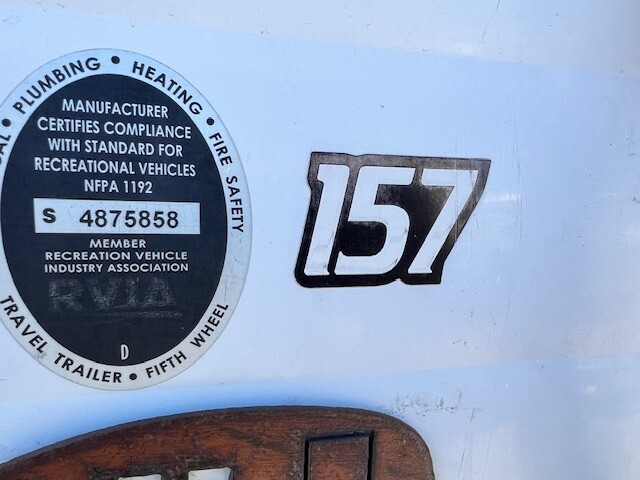 AL • PLUMBING • HEATING • FIRE SAFETY
MANUFACTURER
CERTIFIES COMPLIANCE
WITH STANDARD FOR
RECREATIONAL VEHICLES
NFPA 1192
S 4875858
MEMBER
RECREATION VEHICLE
INDUSTRY ASSOCIATION
RVIA
D
TRAVEL TRAILER • FIFTH WHEEL
157